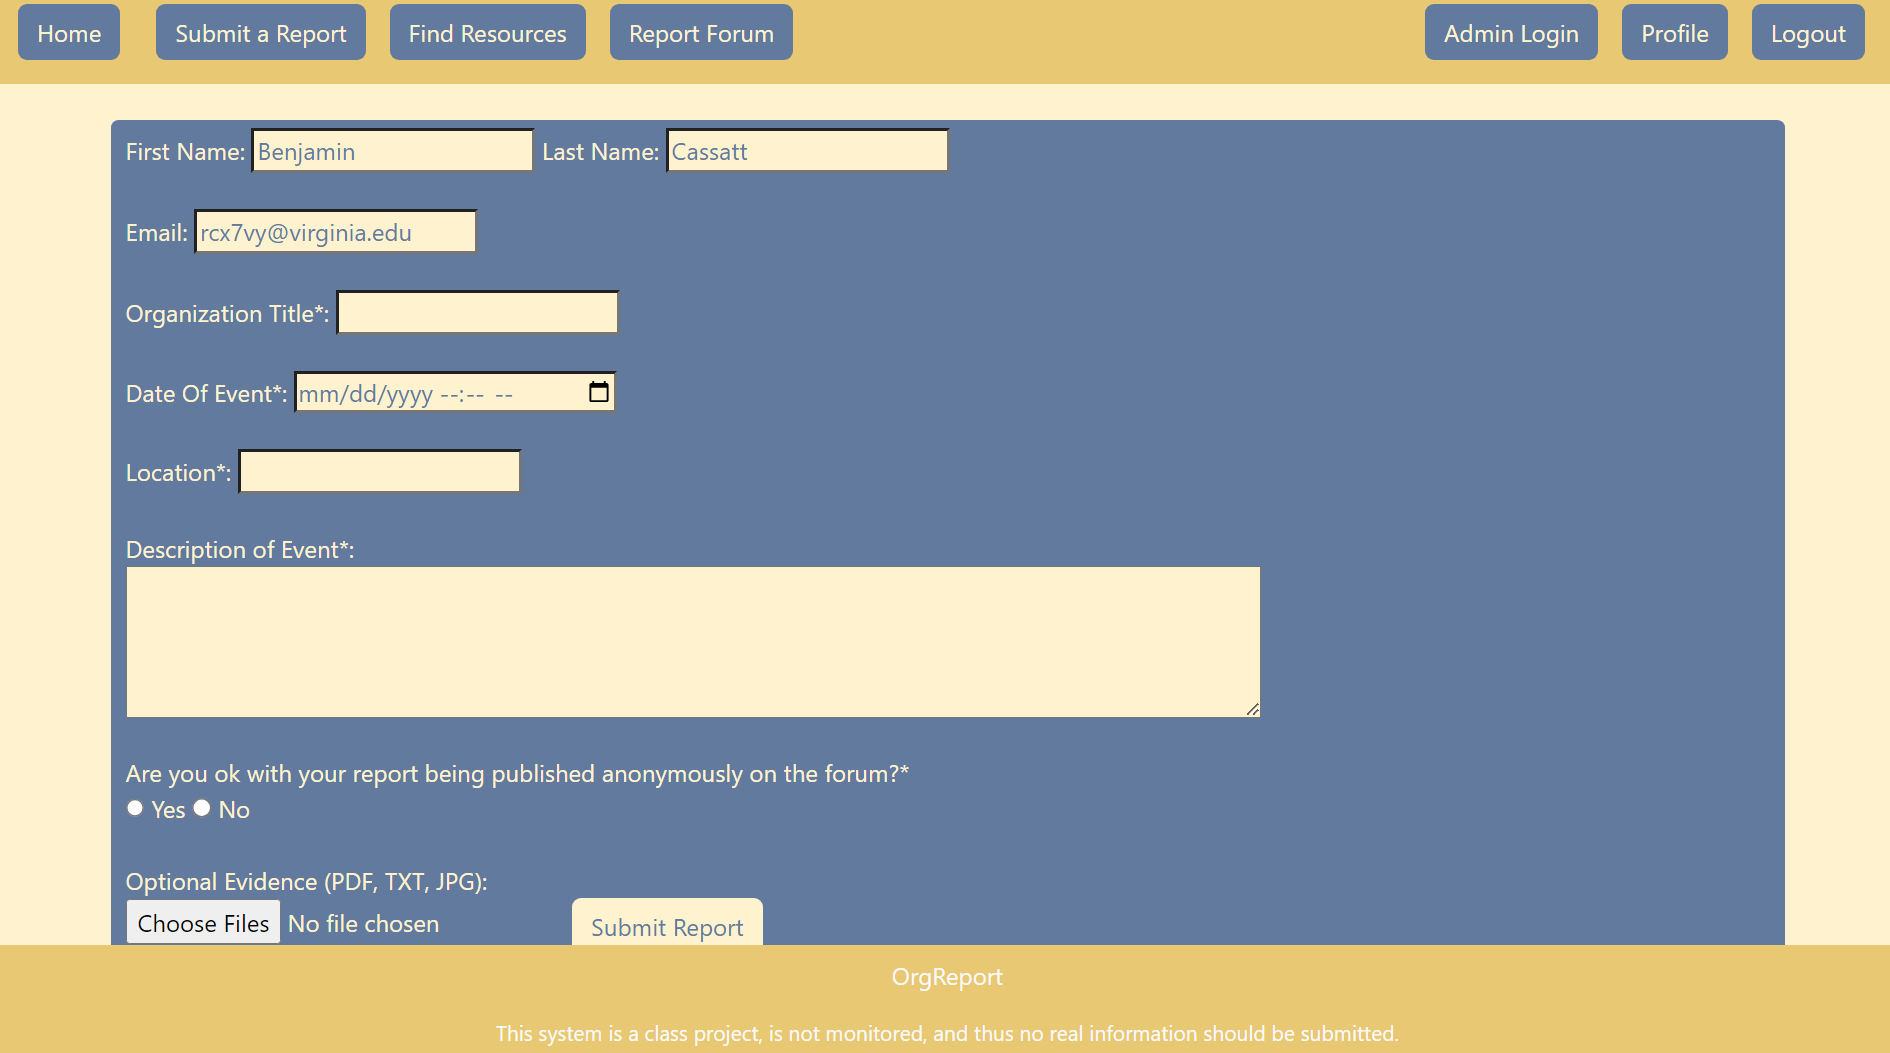 Home Submit a Report Find Resources Report Forum Admin Login Profile Logout
First Name: Benjamin Last Name: Cassatt
Email: rcx7vy@virginia.edu
Organization Title*:
Date Of Event*: mm/dd/yyyy --:-- --
Location*:
Description of Event*:
Are you ok with your report being published anonymously on the forum?*
Yes No
Optional Evidence (PDF, TXT, JPG):
Choose Files No file chosen Submit Report
OrgReport
This system is a class project, is not monitored, and thus no real information should be submitted.